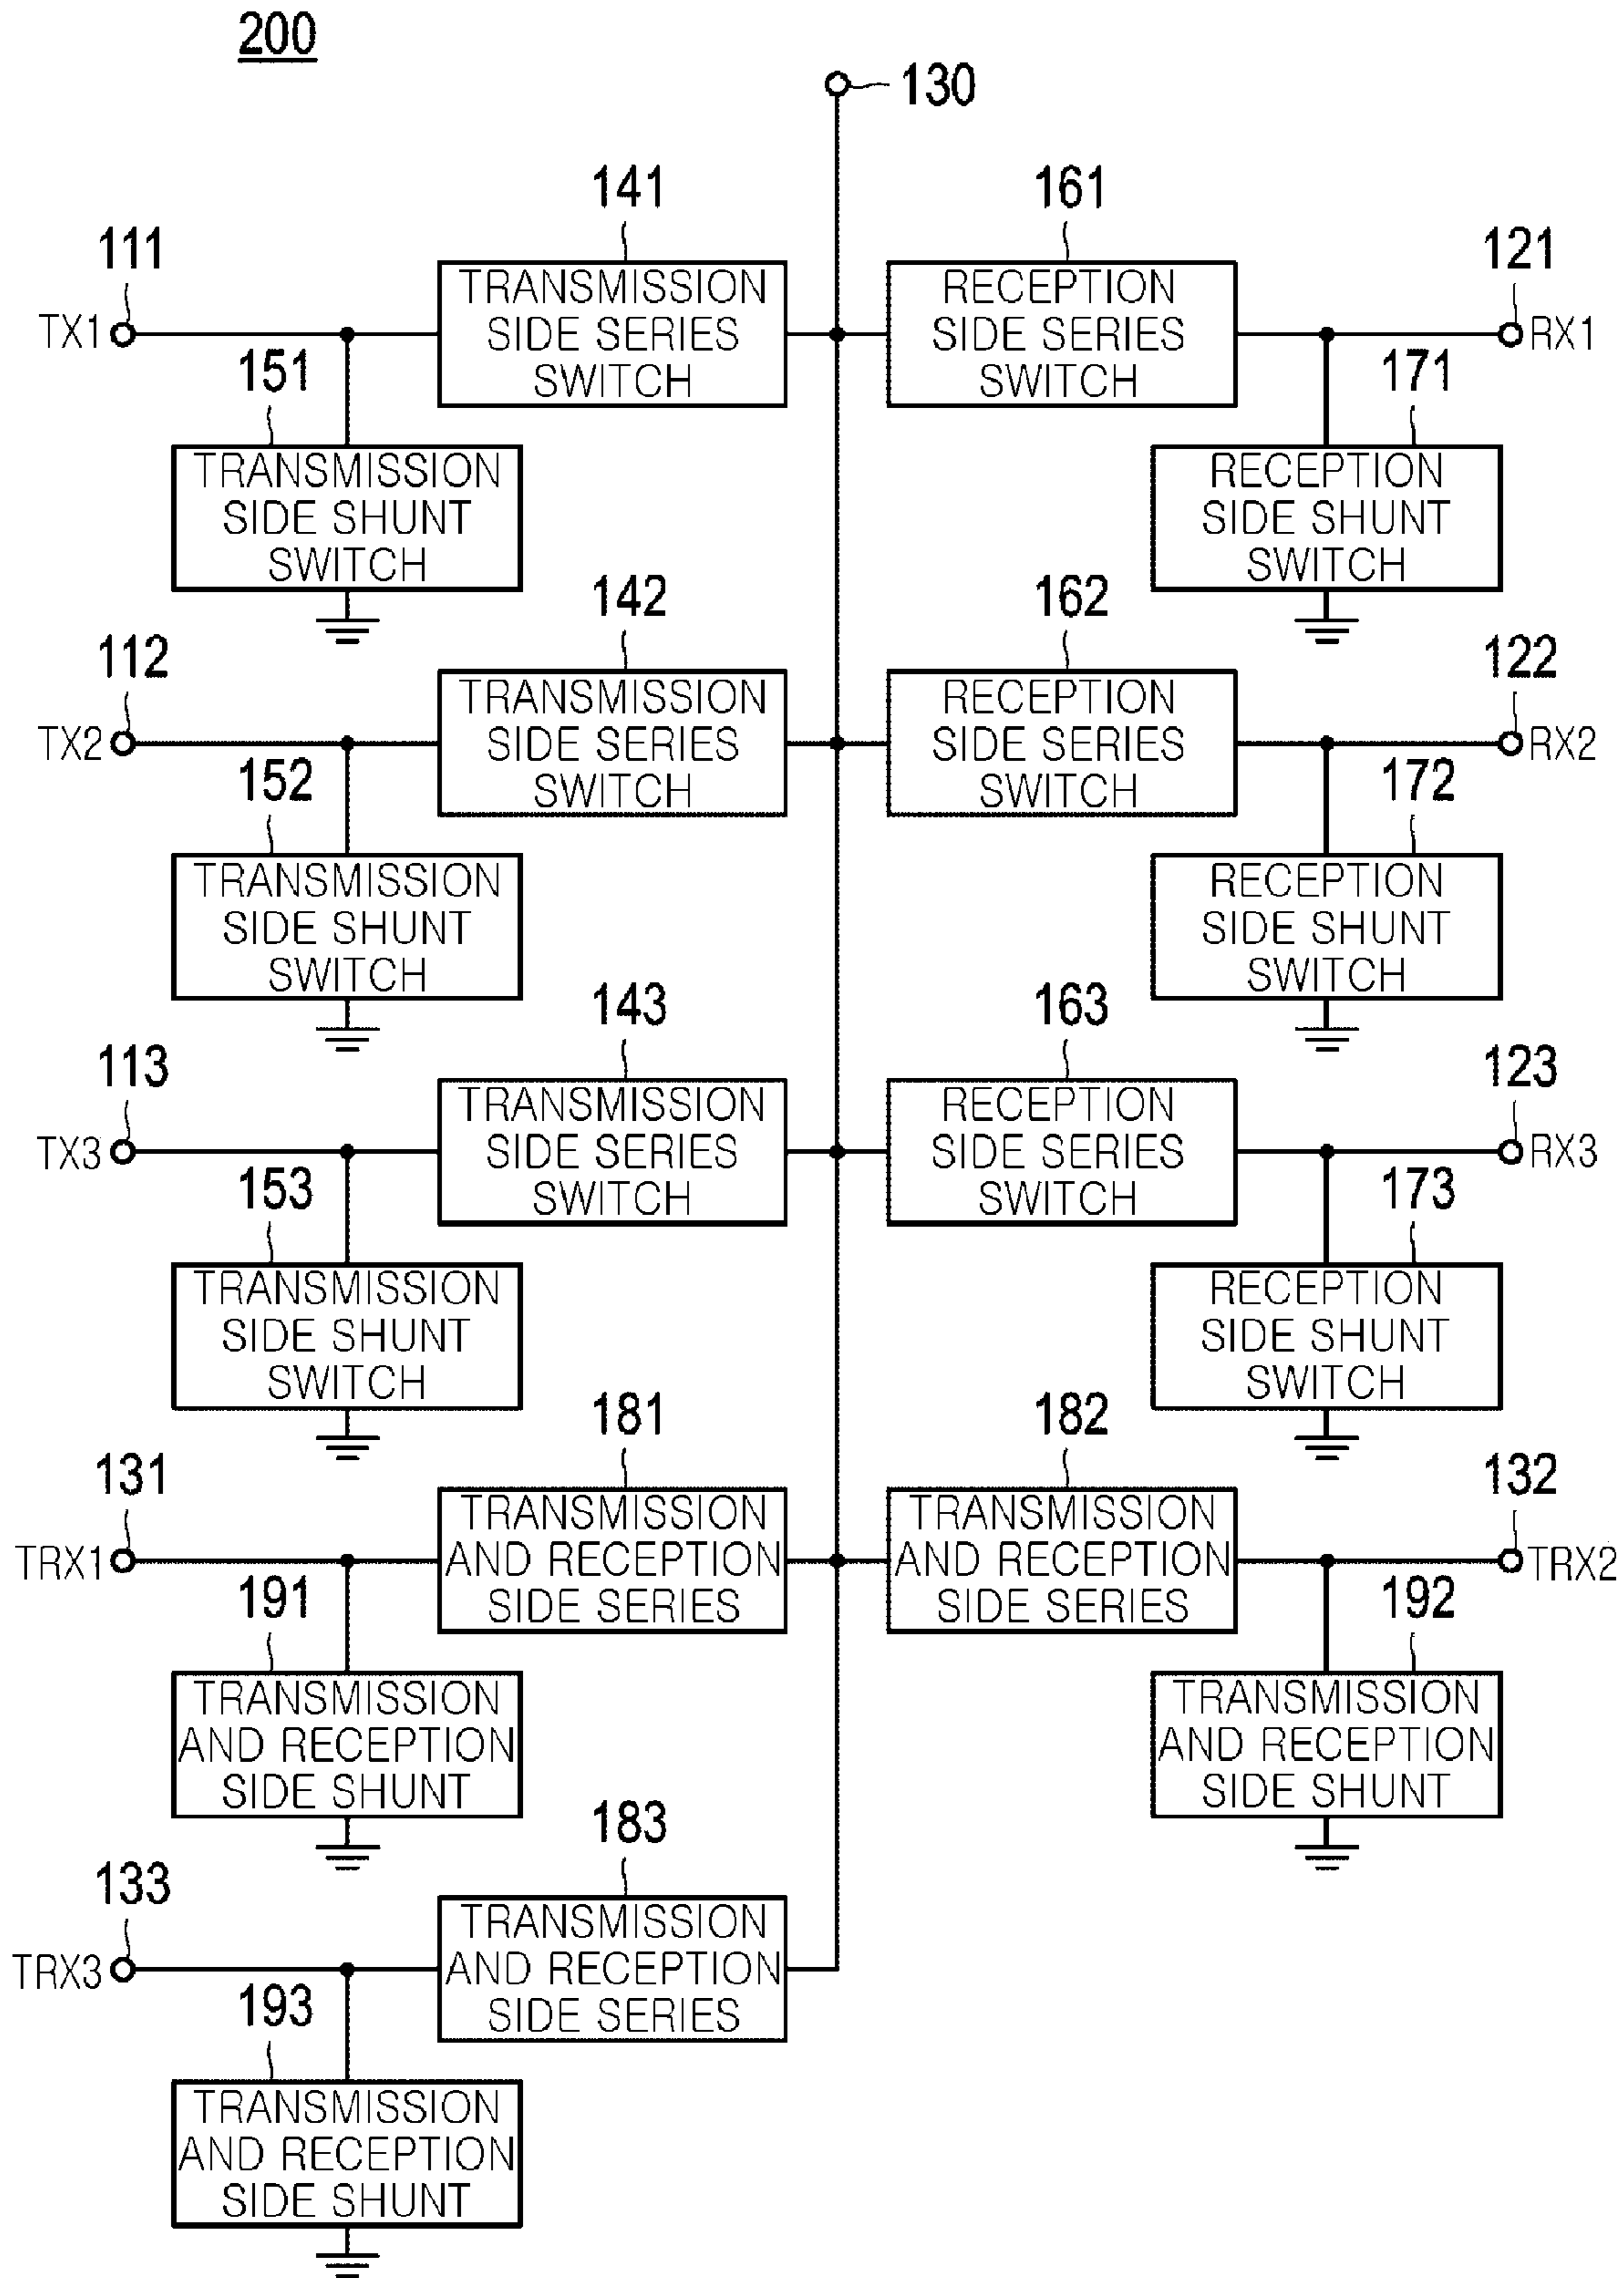 200
130
141
161
111
121
TX1
TRANSMISSION
SIDE SERIES
SWITCH
RECEPTION
SIDE SERIES
SWITCH
RX1
151
171
TRANSMISSION
SIDE SHUNT
SWITCH
RECEPTION
SIDE SHUNT
SWITCH
142
162
112
122
TX2
TRANSMISSION
SIDE SERIES
SWITCH
RECEPTION
SIDE SERIES
SWITCH
RX2
152
172
TRANSMISSION
SIDE SHUNT
SWITCH
RECEPTION
SIDE SHUNT
SWITCH
143
163
113
123
TX3
TRANSMISSION
SIDE SERIES
SWITCH
RECEPTION
SIDE SERIES
SWITCH
RX3
153
173
TRANSMISSION
SIDE SHUNT
SWITCH
RECEPTION
SIDE SHUNT
SWITCH
181
182
131
132
TRX1
TRANSMISSION
AND RECEPTION
SIDE SERIES
TRANSMISSION
AND RECEPTION
SIDE SERIES
TRX2
191
192
TRANSMISSION
AND RECEPTION
SIDE SHUNT
TRANSMISSION
AND RECEPTION
SIDE SHUNT
183
133
TRX3
TRANSMISSION
AND RECEPTION
SIDE SERIES
193
TRANSMISSION
AND RECEPTION
SIDE SHUNT